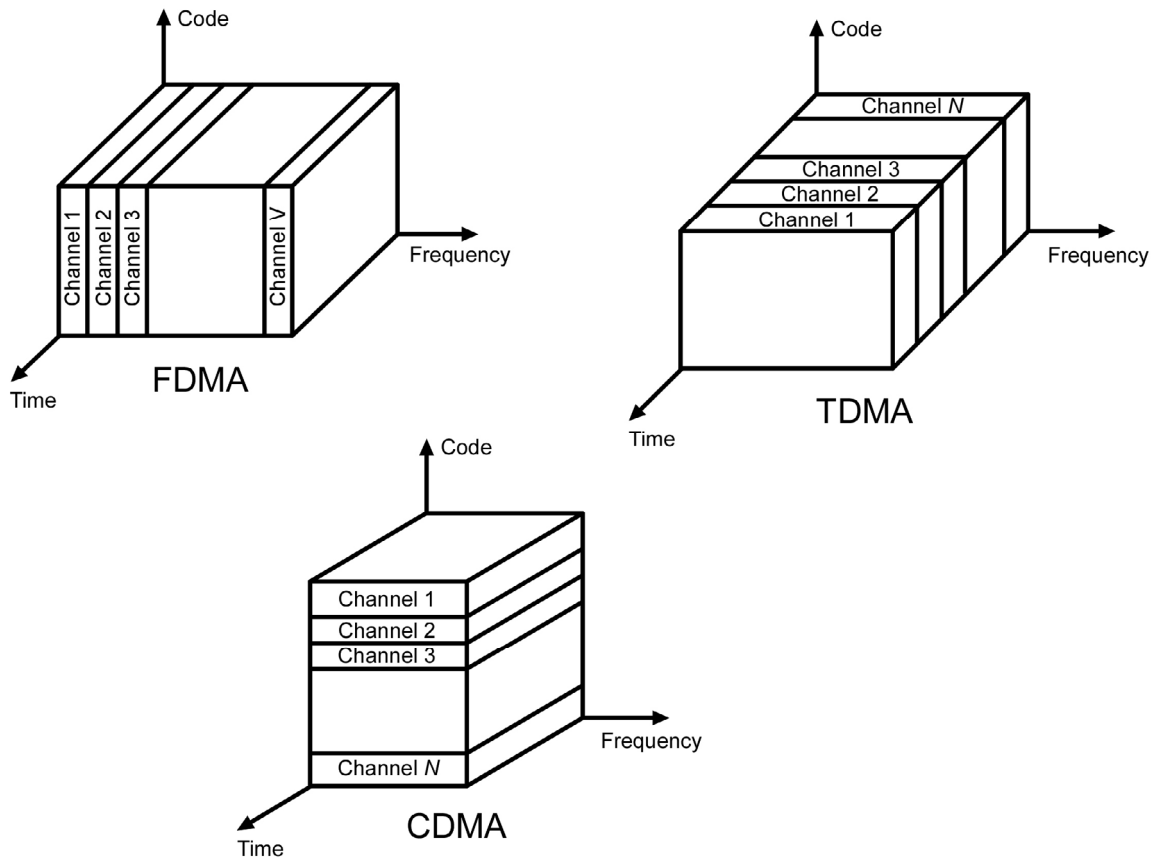 Code
Channel 1
Channel 2
Channel 3
Channel V
Frequency
Time
FDMA
Code
Channel N
Channel 3
Channel 2
Channel 1
Frequency
Time
TDMA
Code
Channel 1
Channel 2
Channel 3
Channel N
Frequency
Time
CDMA